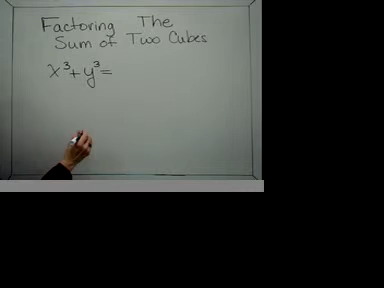 Factoring The
Sum of Two Cubes
x³+y³=